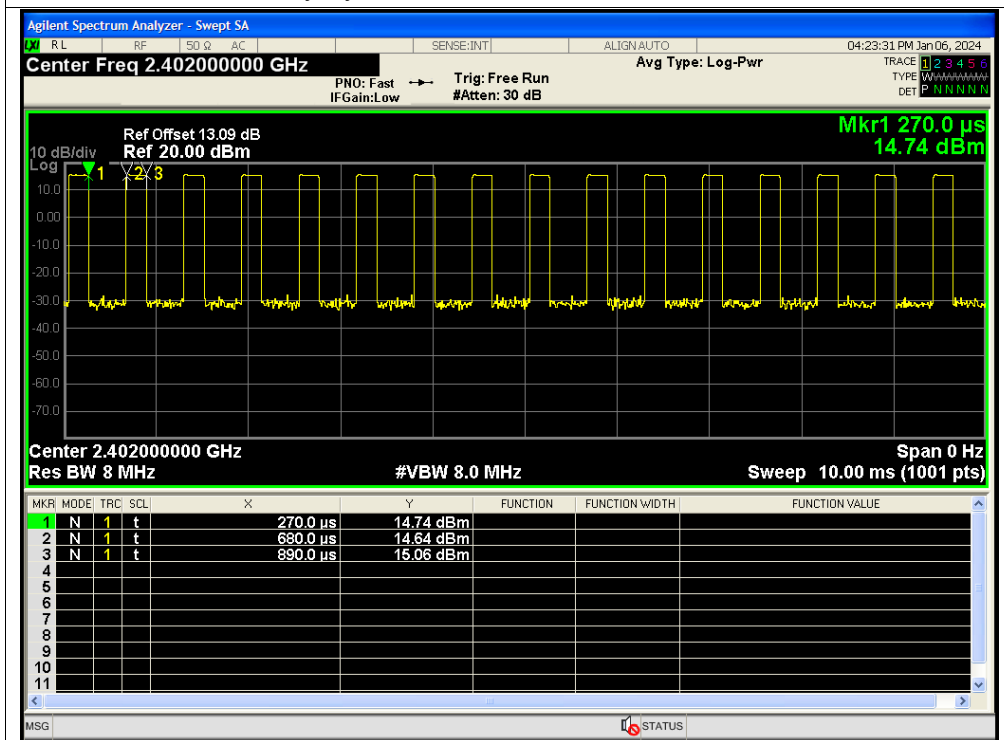 Agilent Spectrum Analyzer - Swept SA
LXI RL RF 50 Ω AC SENSE:INT ALIGN AUTO 04:23:31 PM Jan 06, 2024
Center Freq 2.402000000 GHz Avg Type: Log-Pwr TRACE 1 2 3 4 5 6
PNO: Fast Trig: Free Run TYPE WWWWWW
IFGain:Low #Atten: 30 dB DET P N N N N N
Ref Offset 13.09 dB Mkr1 270.0 µs
10 dB/div Ref 20.00 dBm 14.74 dBm
Log
1 2 3
10.0
0.00
-10.0
-20.0
-30.0
-40.0
-50.0
-60.0
-70.0
Center 2.402000000 GHz Span 0 Hz
Res BW 8 MHz #VBW 8.0 MHz Sweep 10.00 ms (1001 pts)
MKR MODE TRC SCL X Y FUNCTION FUNCTION WIDTH FUNCTION VALUE
1 N 1 t 270.0 µs 14.74 dBm
2 N 1 t 680.0 µs 14.64 dBm
3 N 1 t 890.0 µs 15.06 dBm
4
5
6
7
8
9
10
11
MSG STATUS